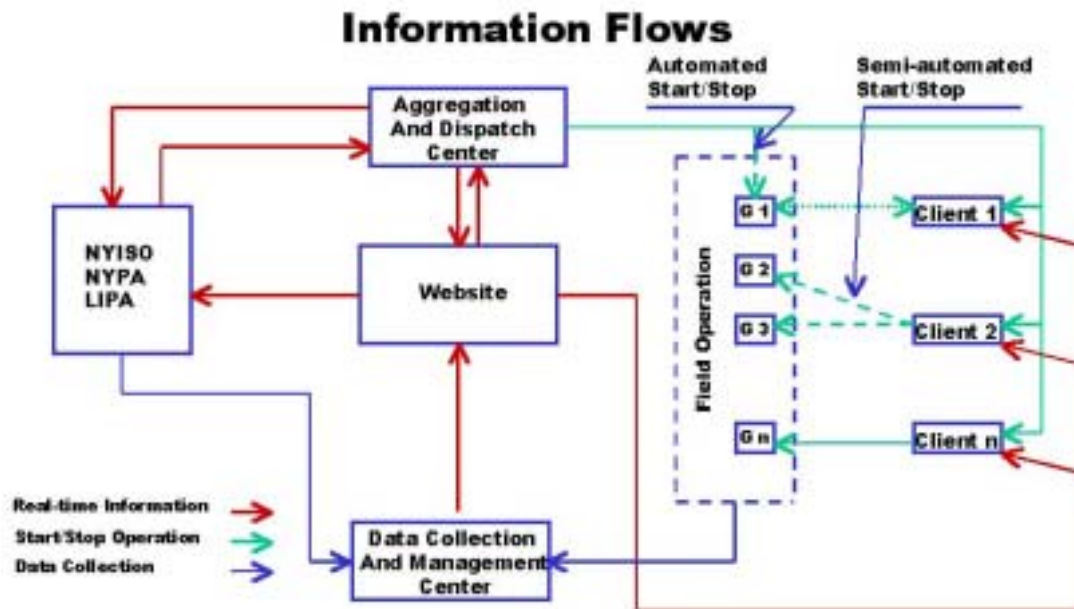 Information Flows
Automated
Start/Stop
Semi-automated
Start/Stop
Aggregation
And Dispatch
Center
NYISO
NYPA
LIPA
Website
Field Operation
G 1
G 2
G 3
G n
Client 1
Client 2
Client n
Real-time Information
Start/Stop Operation
Data Collection
Data Collection
And Management
Center